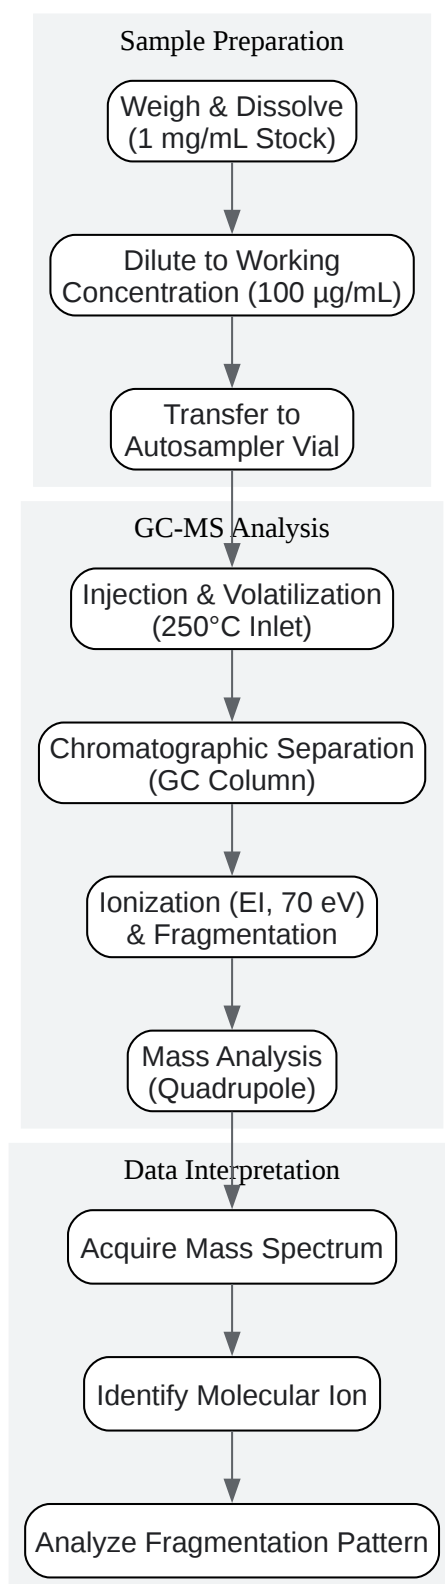 Sample Preparation
Weigh & Dissolve
(1 mg/mL Stock)
Dilute to Working
Concentration (100 µg/mL)
Transfer to
Autosampler Vial
GC-MS Analysis
Injection & Volatilization
(250°C Inlet)
Chromatographic Separation
(GC Column)
Ionization (EI, 70 eV)
& Fragmentation
Mass Analysis
(Quadrupole)
Data Interpretation
Acquire Mass Spectrum
Identify Molecular Ion
Analyze Fragmentation Pattern